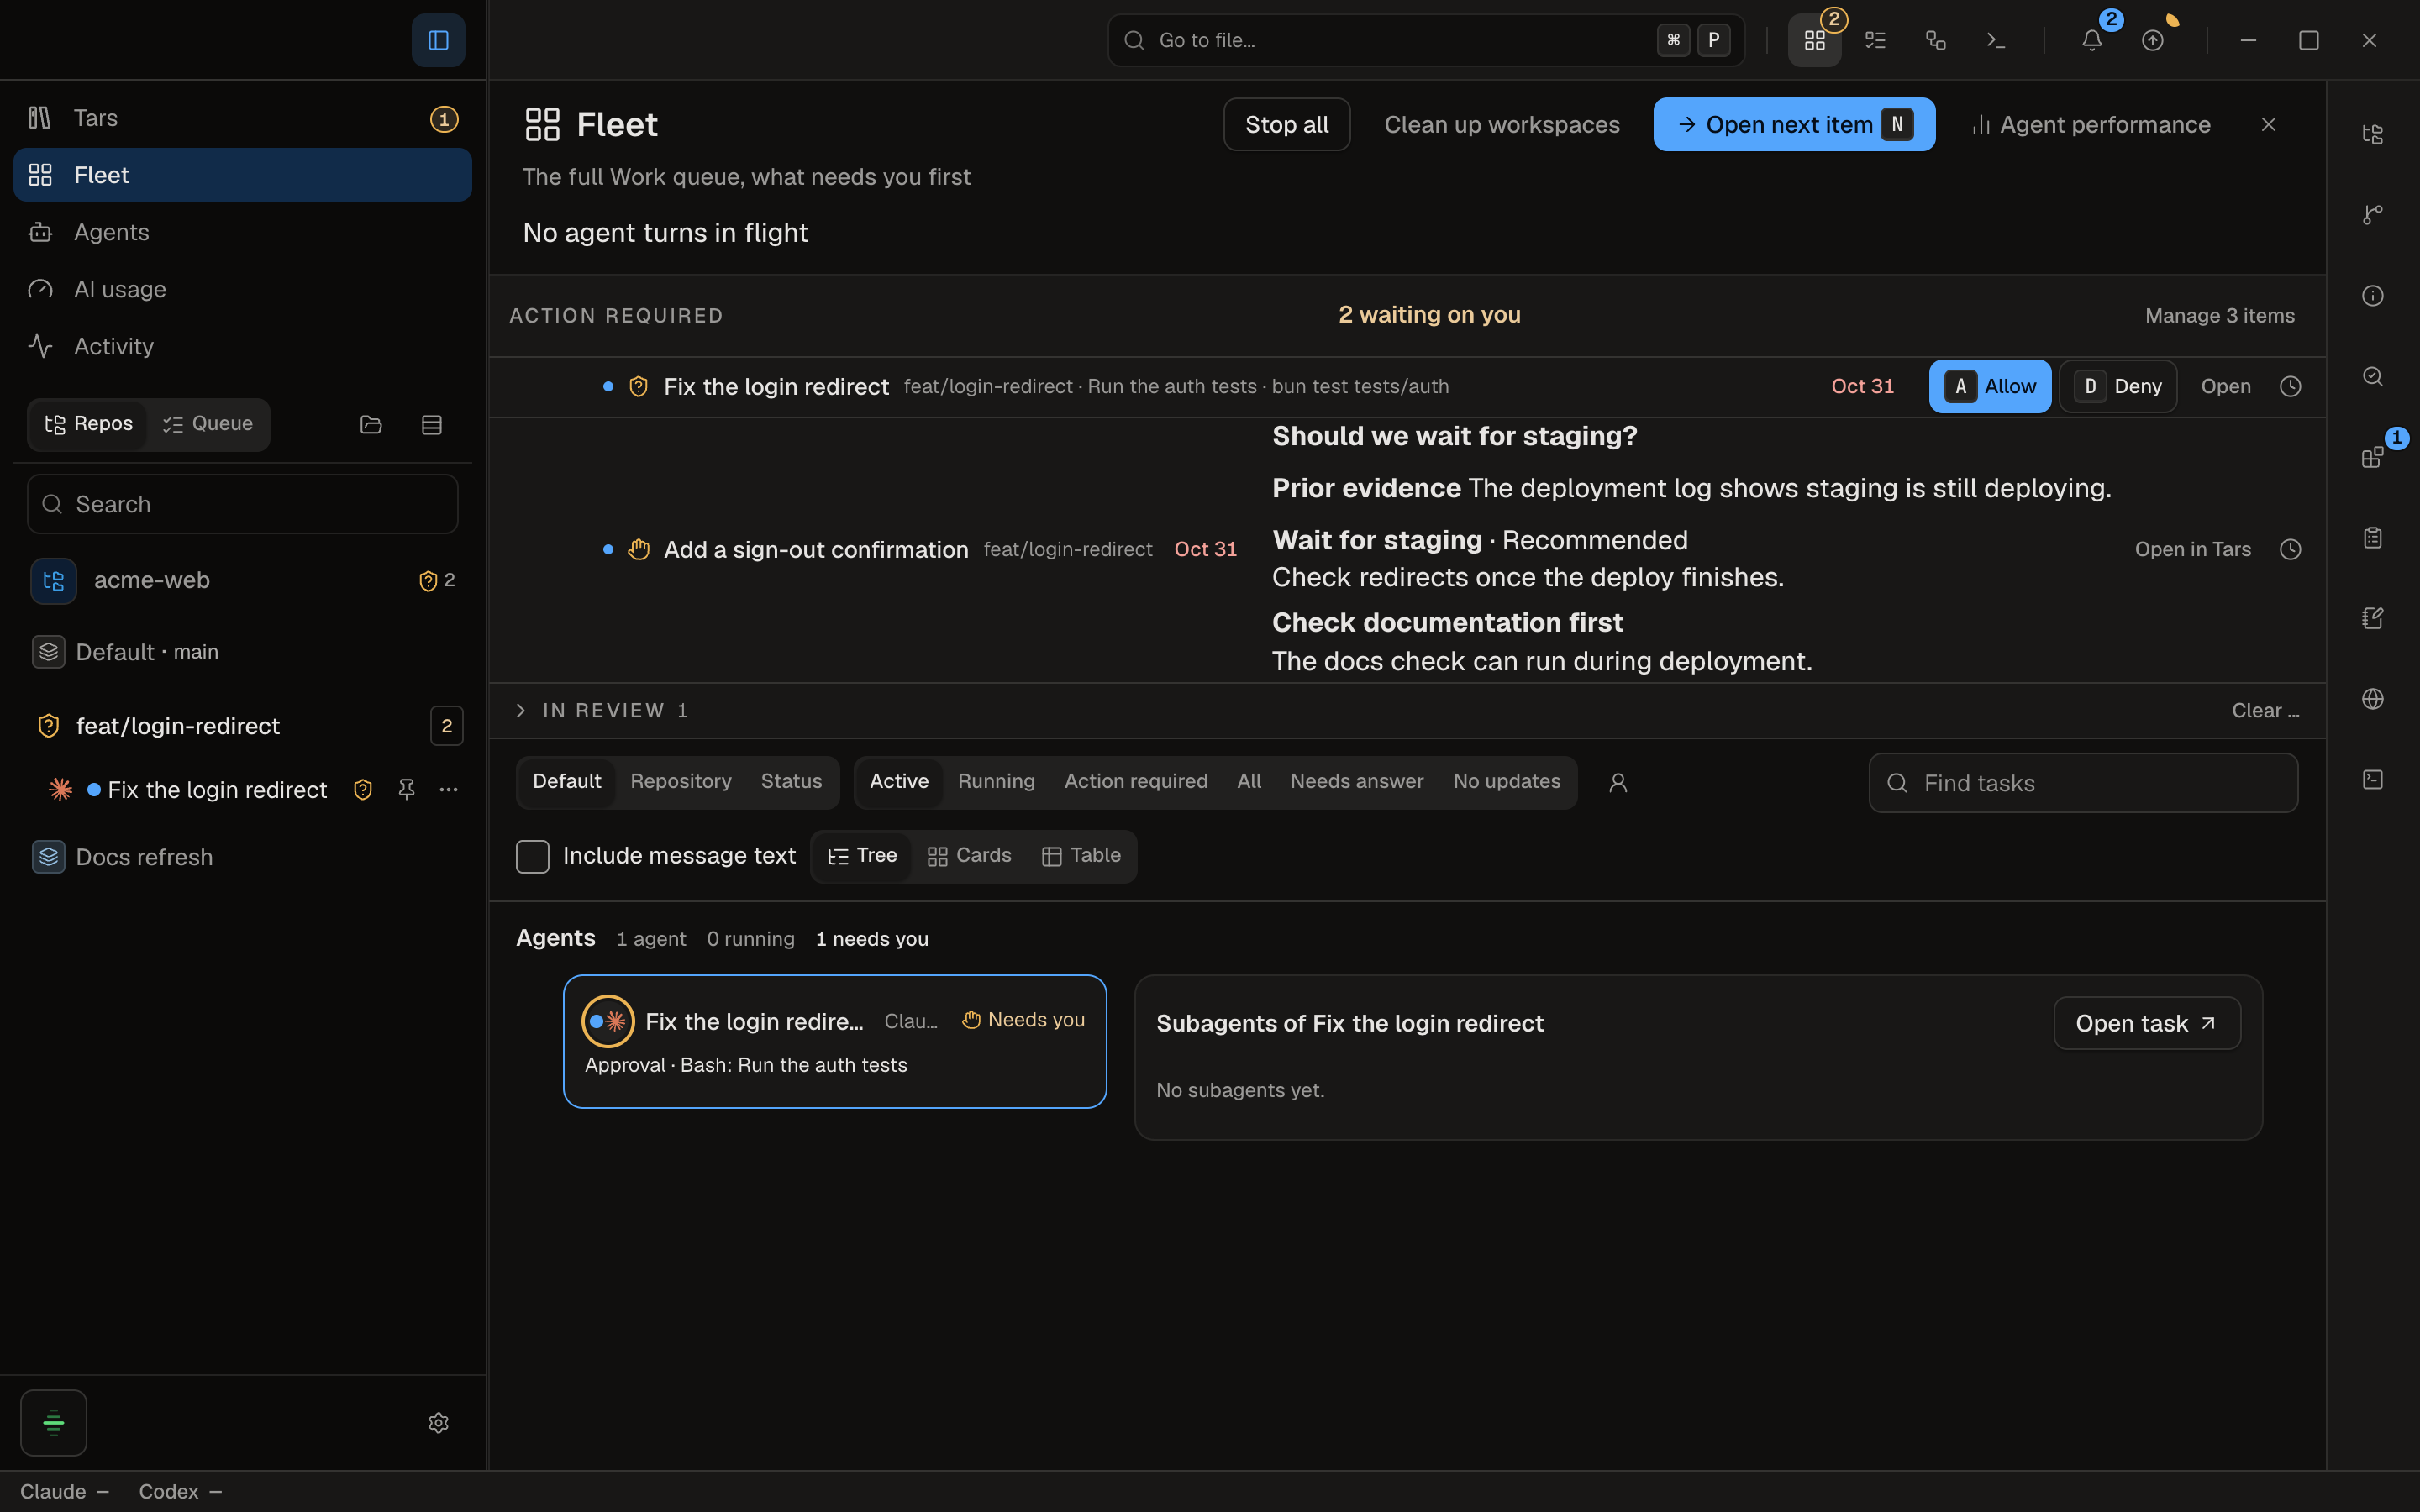 Go to file...
⌘ P
2
2
Tars
1
Fleet
Agents
AI usage
Activity
Repos
Queue
Search
acme-web
2
Default · main
feat/login-redirect
2
Fix the login redirect
Docs refresh
Fleet
Stop all
Clean up workspaces
Open next item N
Agent performance
The full Work queue, what needs you first
No agent turns in flight
ACTION REQUIRED
2 waiting on you
Manage 3 items
Fix the login redirect feat/login-redirect · Run the auth tests · bun test tests/auth
Oct 31
A Allow
D Deny
Open
Add a sign-out confirmation feat/login-redirect Oct 31
Should we wait for staging?
Prior evidence The deployment log shows staging is still deploying.
Wait for staging · Recommended
Check redirects once the deploy finishes.
Check documentation first
The docs check can run during deployment.
Open in Tars
1
IN REVIEW 1
Clear ...
Default
Repository
Status
Active
Running
Action required
All
Needs answer
No updates
Find tasks
Include message text
Tree
Cards
Table
Agents 1 agent 0 running 1 needs you
Fix the login redire... Clau... Needs you
Approval · Bash: Run the auth tests
Subagents of Fix the login redirect
Open task
No subagents yet.
Claude —
Codex —